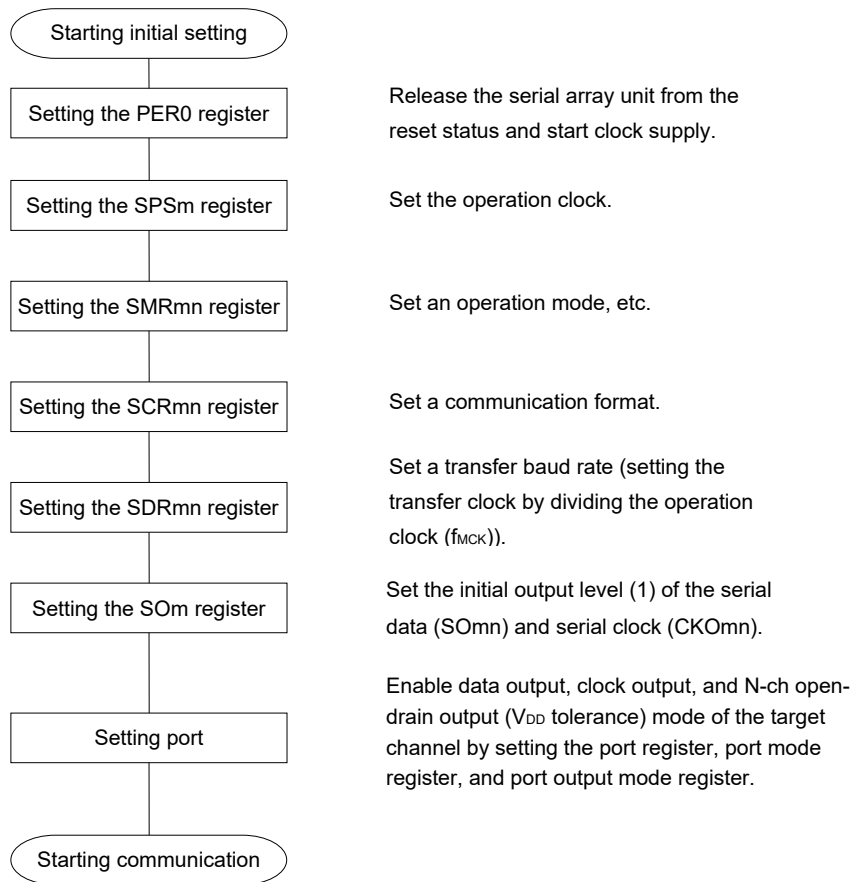 Starting initial setting
Setting the PER0 register
Release the serial array unit from the
reset status and start clock supply.
Setting the SPSm register
Set the operation clock.
Setting the SMRmn register
Set an operation mode, etc.
Setting the SCRmn register
Set a communication format.
Setting the SDRmn register
Set a transfer baud rate (setting the
transfer clock by dividing the operation
clock (fMCK)).
Setting the SOm register
Set the initial output level (1) of the serial
data (SOmn) and serial clock (CKOmn).
Setting port
Enable data output, clock output, and N-ch open-
drain output (VDD tolerance) mode of the target
channel by setting the port register, port mode
register, and port output mode register.
Starting communication